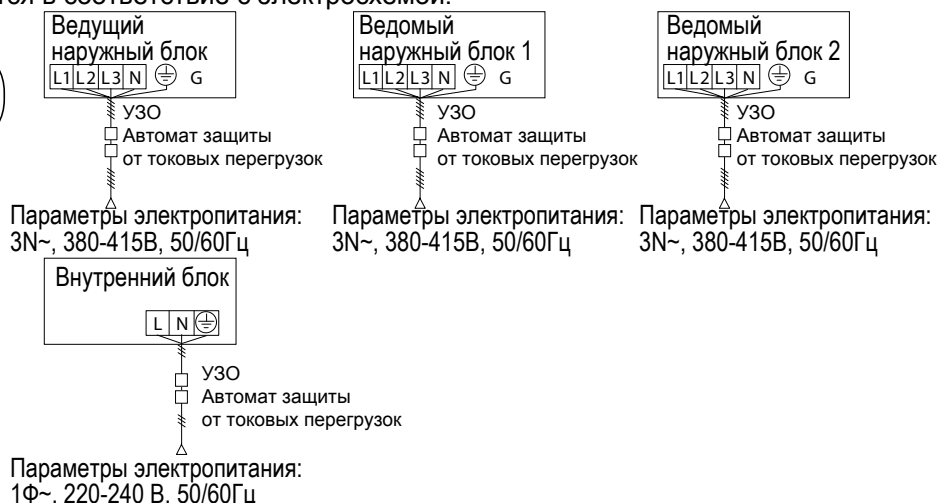 тся в соответствие с электросхемой.
Ведущий
наружный блок
L1 L2 L3 N G
УЗО
Автомат защиты
от токовых перегрузок
Параметры электропитания:
3N~, 380-415В, 50/60Гц
Ведомый
наружный блок 1
L1 L2 L3 N G
УЗО
Автомат защиты
от токовых перегрузок
Параметры электропитания:
3N~, 380-415В, 50/60Гц
Ведомый
наружный блок 2
L1 L2 L3 N G
УЗО
Автомат защиты
от токовых перегрузок
Параметры электропитания:
3N~, 380-415В, 50/60Гц
Внутренний блок
L N
УЗО
Автомат защиты
от токовых перегрузок
Параметры электропитания:
1Ф~, 220-240 В, 50/60Гц